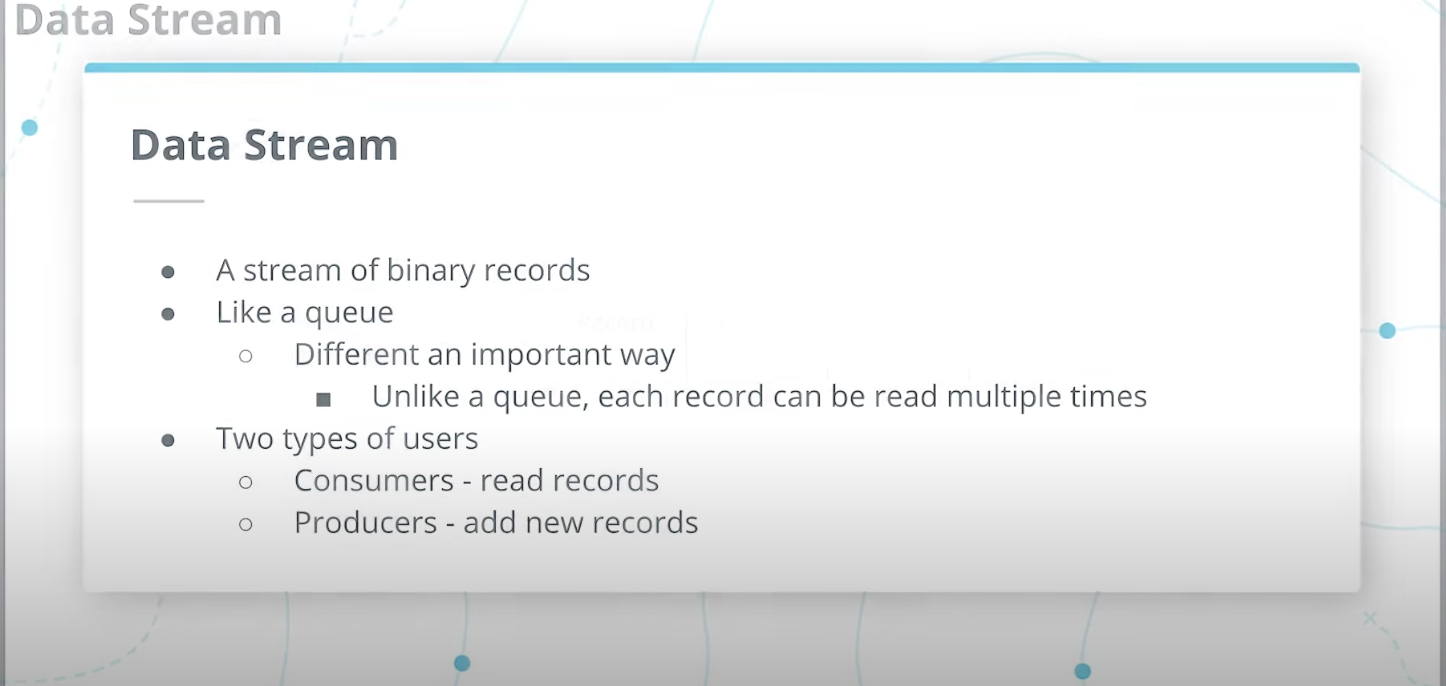 Data Stream
Data Stream
● A stream of binary records
● Like a queue
○ Different an important way
■ Unlike a queue, each record can be read multiple times
● Two types of users
○ Consumers - read records
○ Producers - add new records